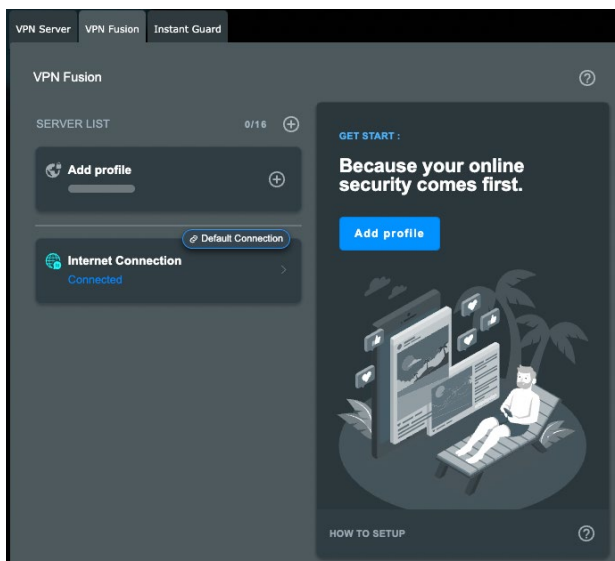 VPN Server VPN Fusion Instant Guard
VPN Fusion
SERVER LIST 0/16
Add profile
Default Connection
Internet Connection
Connected
GET START :
Because your online
security comes first.
Add profile
HOW TO SETUP